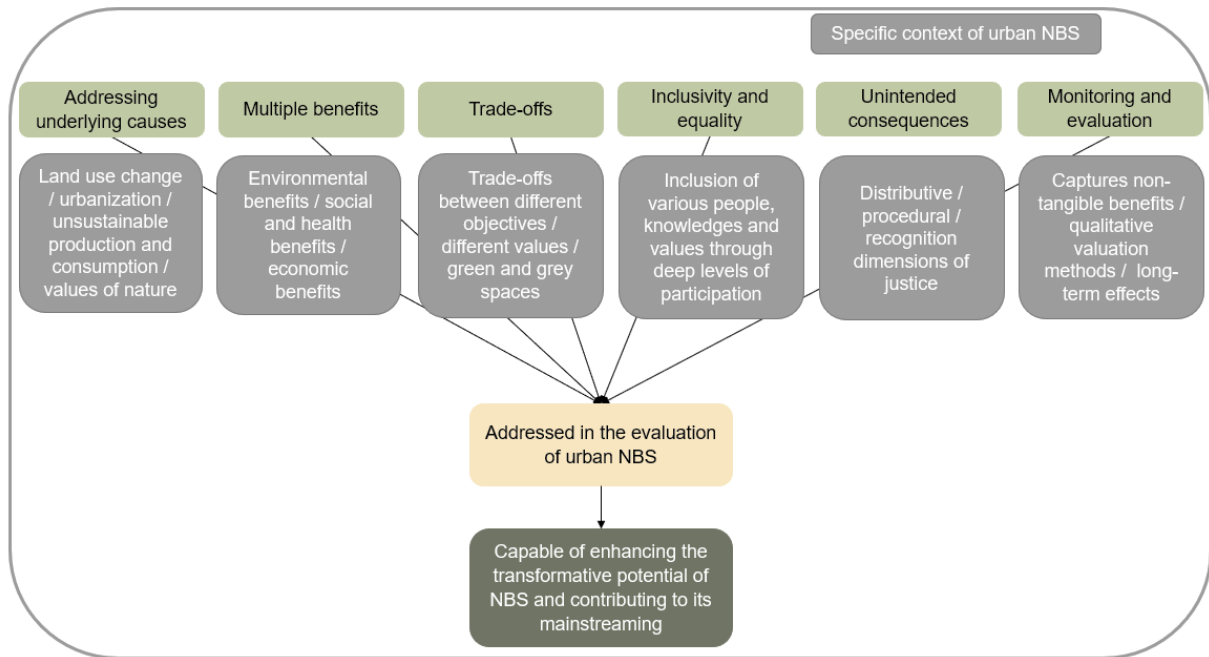 Specific context of urban NBS
Addressing
underlying causes
Multiple benefits
Trade-offs
Inclusivity and
equality
Unintended
consequences
Monitoring and
evaluation
Land use change
/ urbanization /
unsustainable
production and
consumption /
values of nature
Environmental
benefits / social
and health
benefits /
economic
benefits
Trade-offs
between different
objectives /
different values /
green and grey
spaces
Inclusion of
various people,
knowledges and
values through
deep levels of
participation
Distributive /
procedural /
recognition
dimensions of
justice
Captures non-
tangible benefits /
qualitative
valuation
methods / long-
term effects
Addressed in the evaluation
of urban NBS
Capable of enhancing the
transformative potential of
NBS and contributing to its
mainstreaming